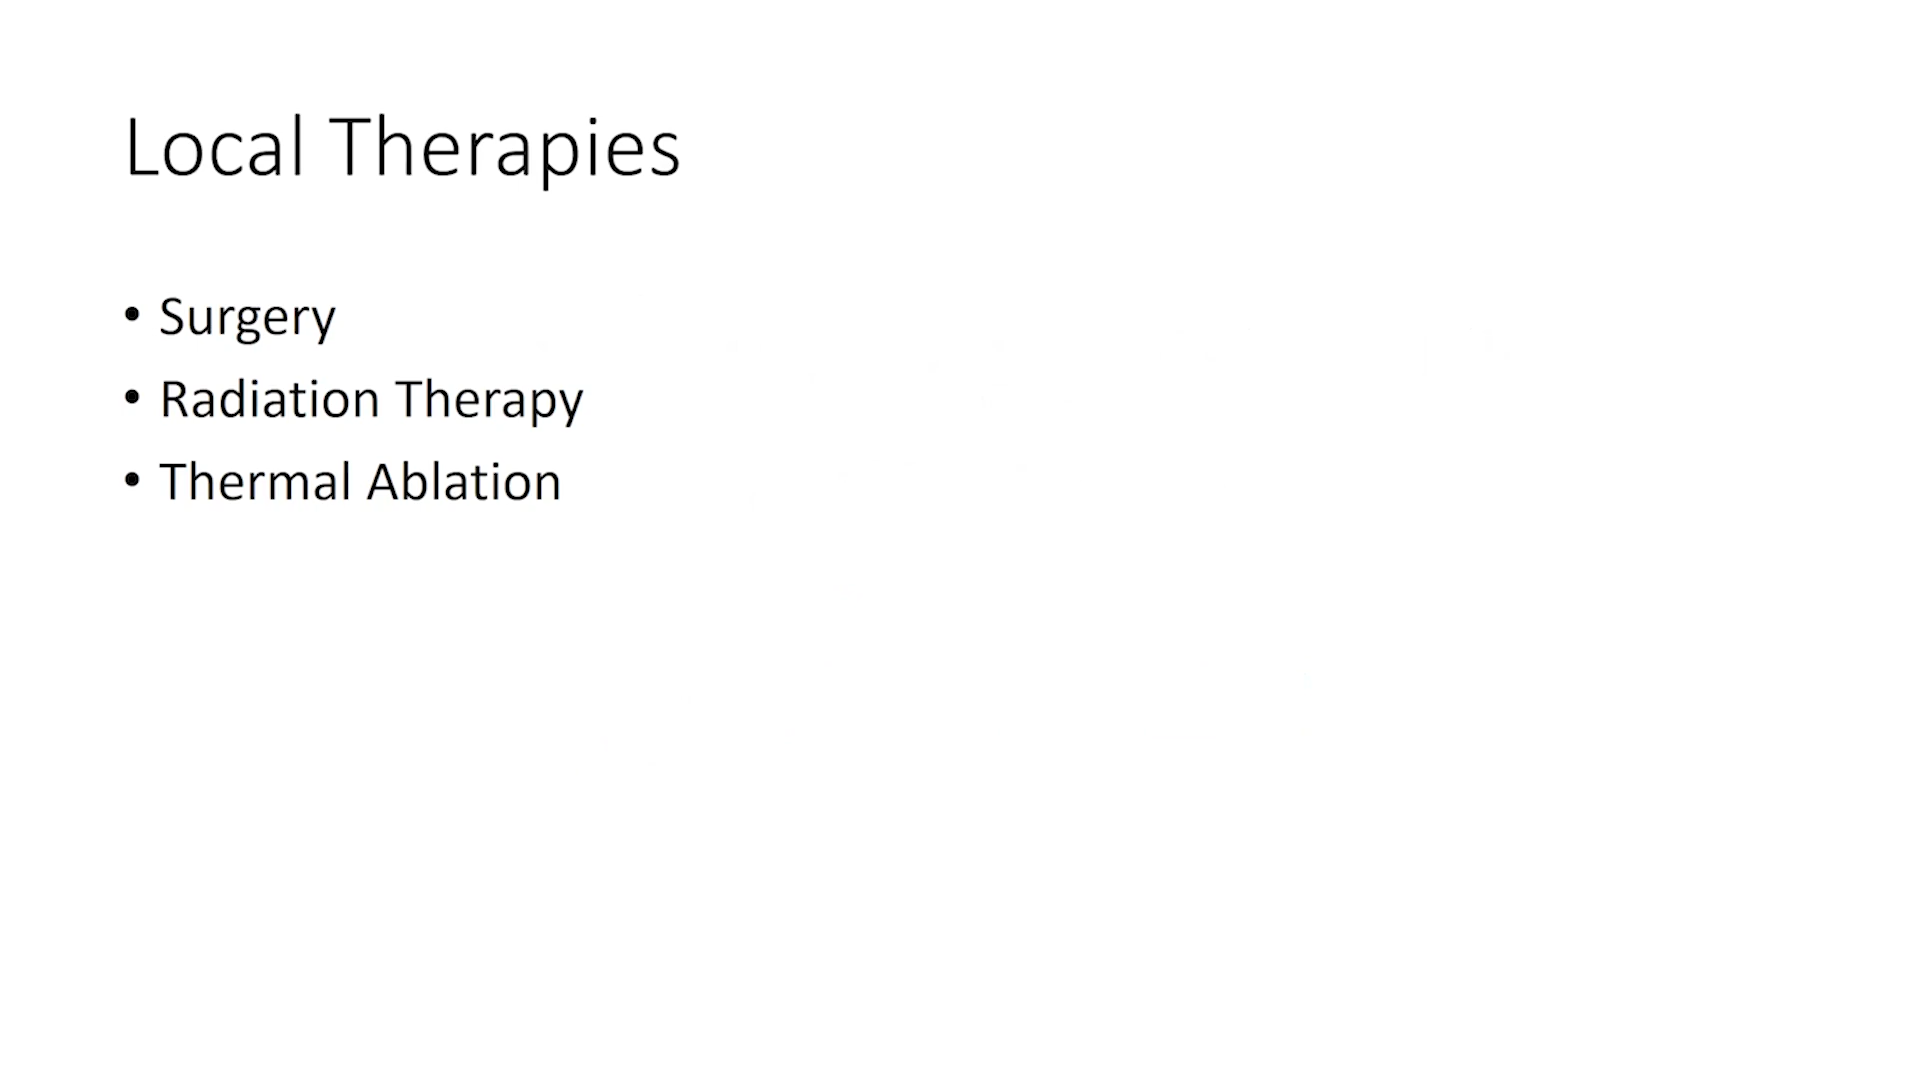 Local Therapies
• Surgery
• Radiation Therapy
• Thermal Ablation